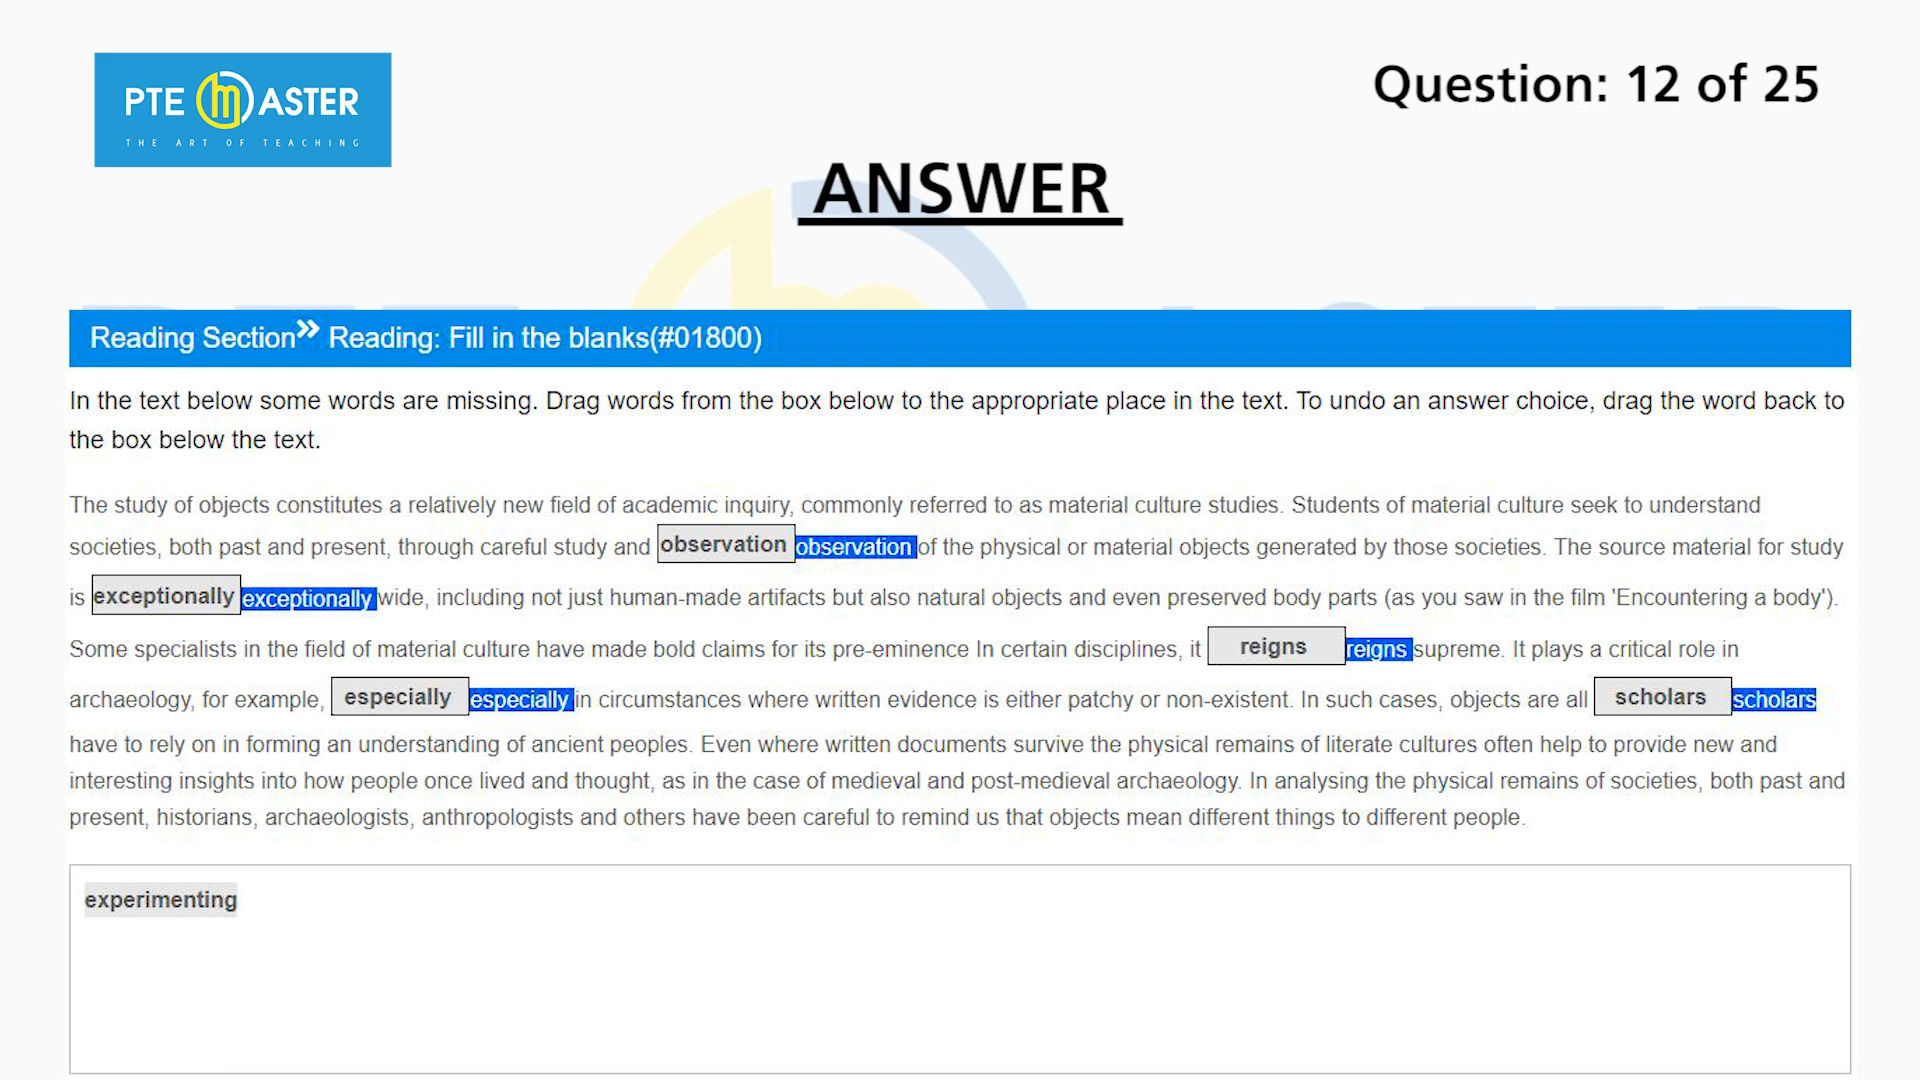 PTE MASTER
THE ART OF TEACHING
Question: 12 of 25
ANSWER
Reading Section» Reading: Fill in the blanks(#01800)
In the text below some words are missing. Drag words from the box below to the appropriate place in the text. To undo an answer choice, drag the word back to
the box below the text.
The study of objects constitutes a relatively new field of academic inquiry, commonly referred to as material culture studies. Students of material culture seek to understand
societies, both past and present, through careful study and observation observation of the physical or material objects generated by those societies. The source material for study
is exceptionally exceptionally wide, including not just human-made artifacts but also natural objects and even preserved body parts (as you saw in the film 'Encountering a body').
Some specialists in the field of material culture have made bold claims for its pre-eminence In certain disciplines, it reigns reigns supreme. It plays a critical role in
archaeology, for example, especially especially in circumstances where written evidence is either patchy or non-existent. In such cases, objects are all scholars scholars
have to rely on in forming an understanding of ancient peoples. Even where written documents survive the physical remains of literate cultures often help to provide new and
interesting insights into how people once lived and thought, as in the case of medieval and post-medieval archaeology. In analysing the physical remains of societies, both past and
present, historians, archaeologists, anthropologists and others have been careful to remind us that objects mean different things to different people.
experimenting